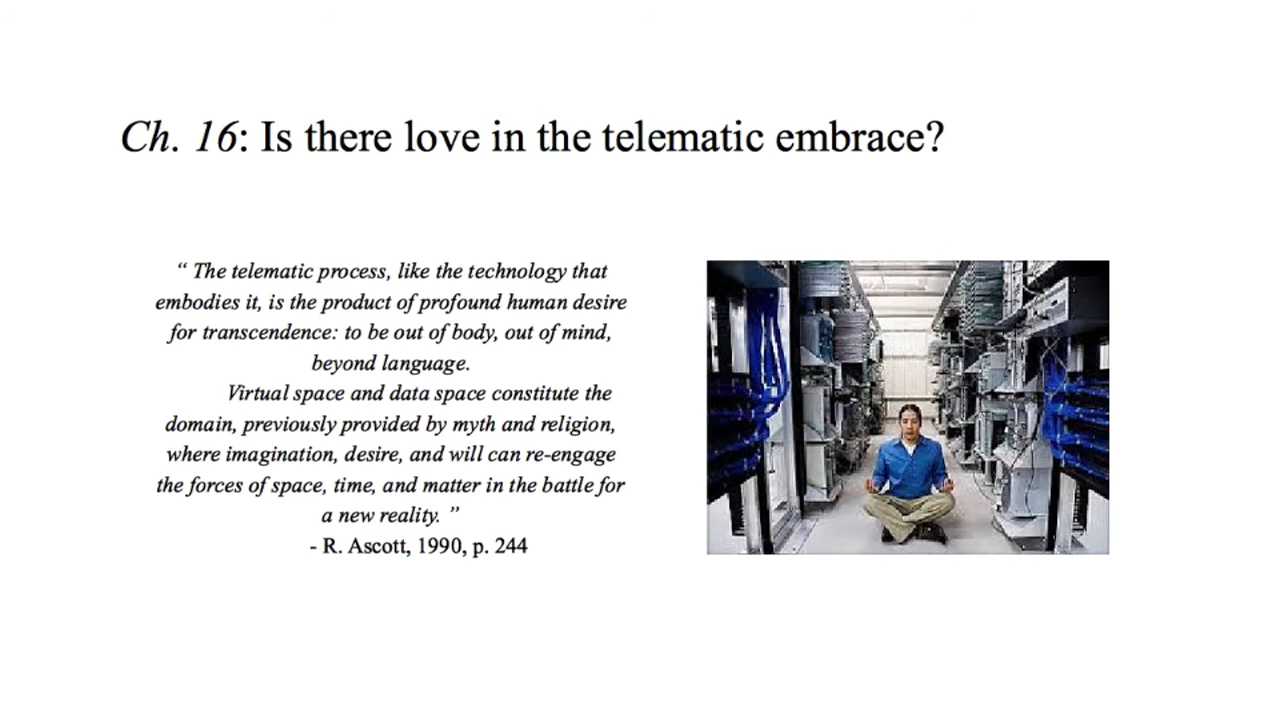 Ch. 16: Is there love in the telematic embrace?
“ The telematic process, like the technology that
embodies it, is the product of profound human desire
for transcendence: to be out of body, out of mind,
beyond language.
Virtual space and data space constitute the
domain, previously provided by myth and religion,
where imagination, desire, and will can re-engage
the forces of space, time, and matter in the battle for
a new reality. ”
- R. Ascott, 1990, p. 244